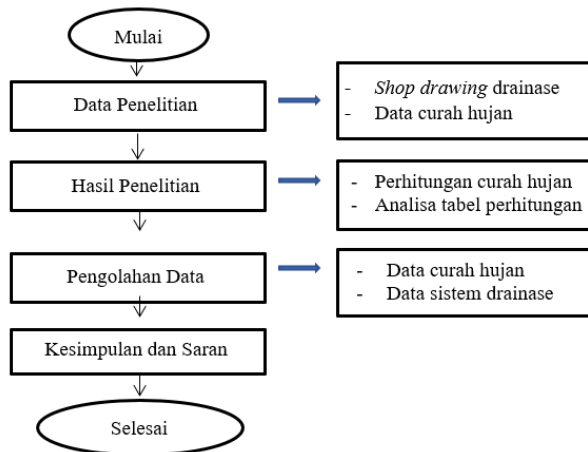 Mulai
Data Penelitian
- Shop drawing drainase
- Data curah hujan
Hasil Penelitian
- Perhitungan curah hujan
- Analisa tabel perhitungan
Pengolahan Data
- Data curah hujan
- Data sistem drainase
Kesimpulan dan Saran
Selesai